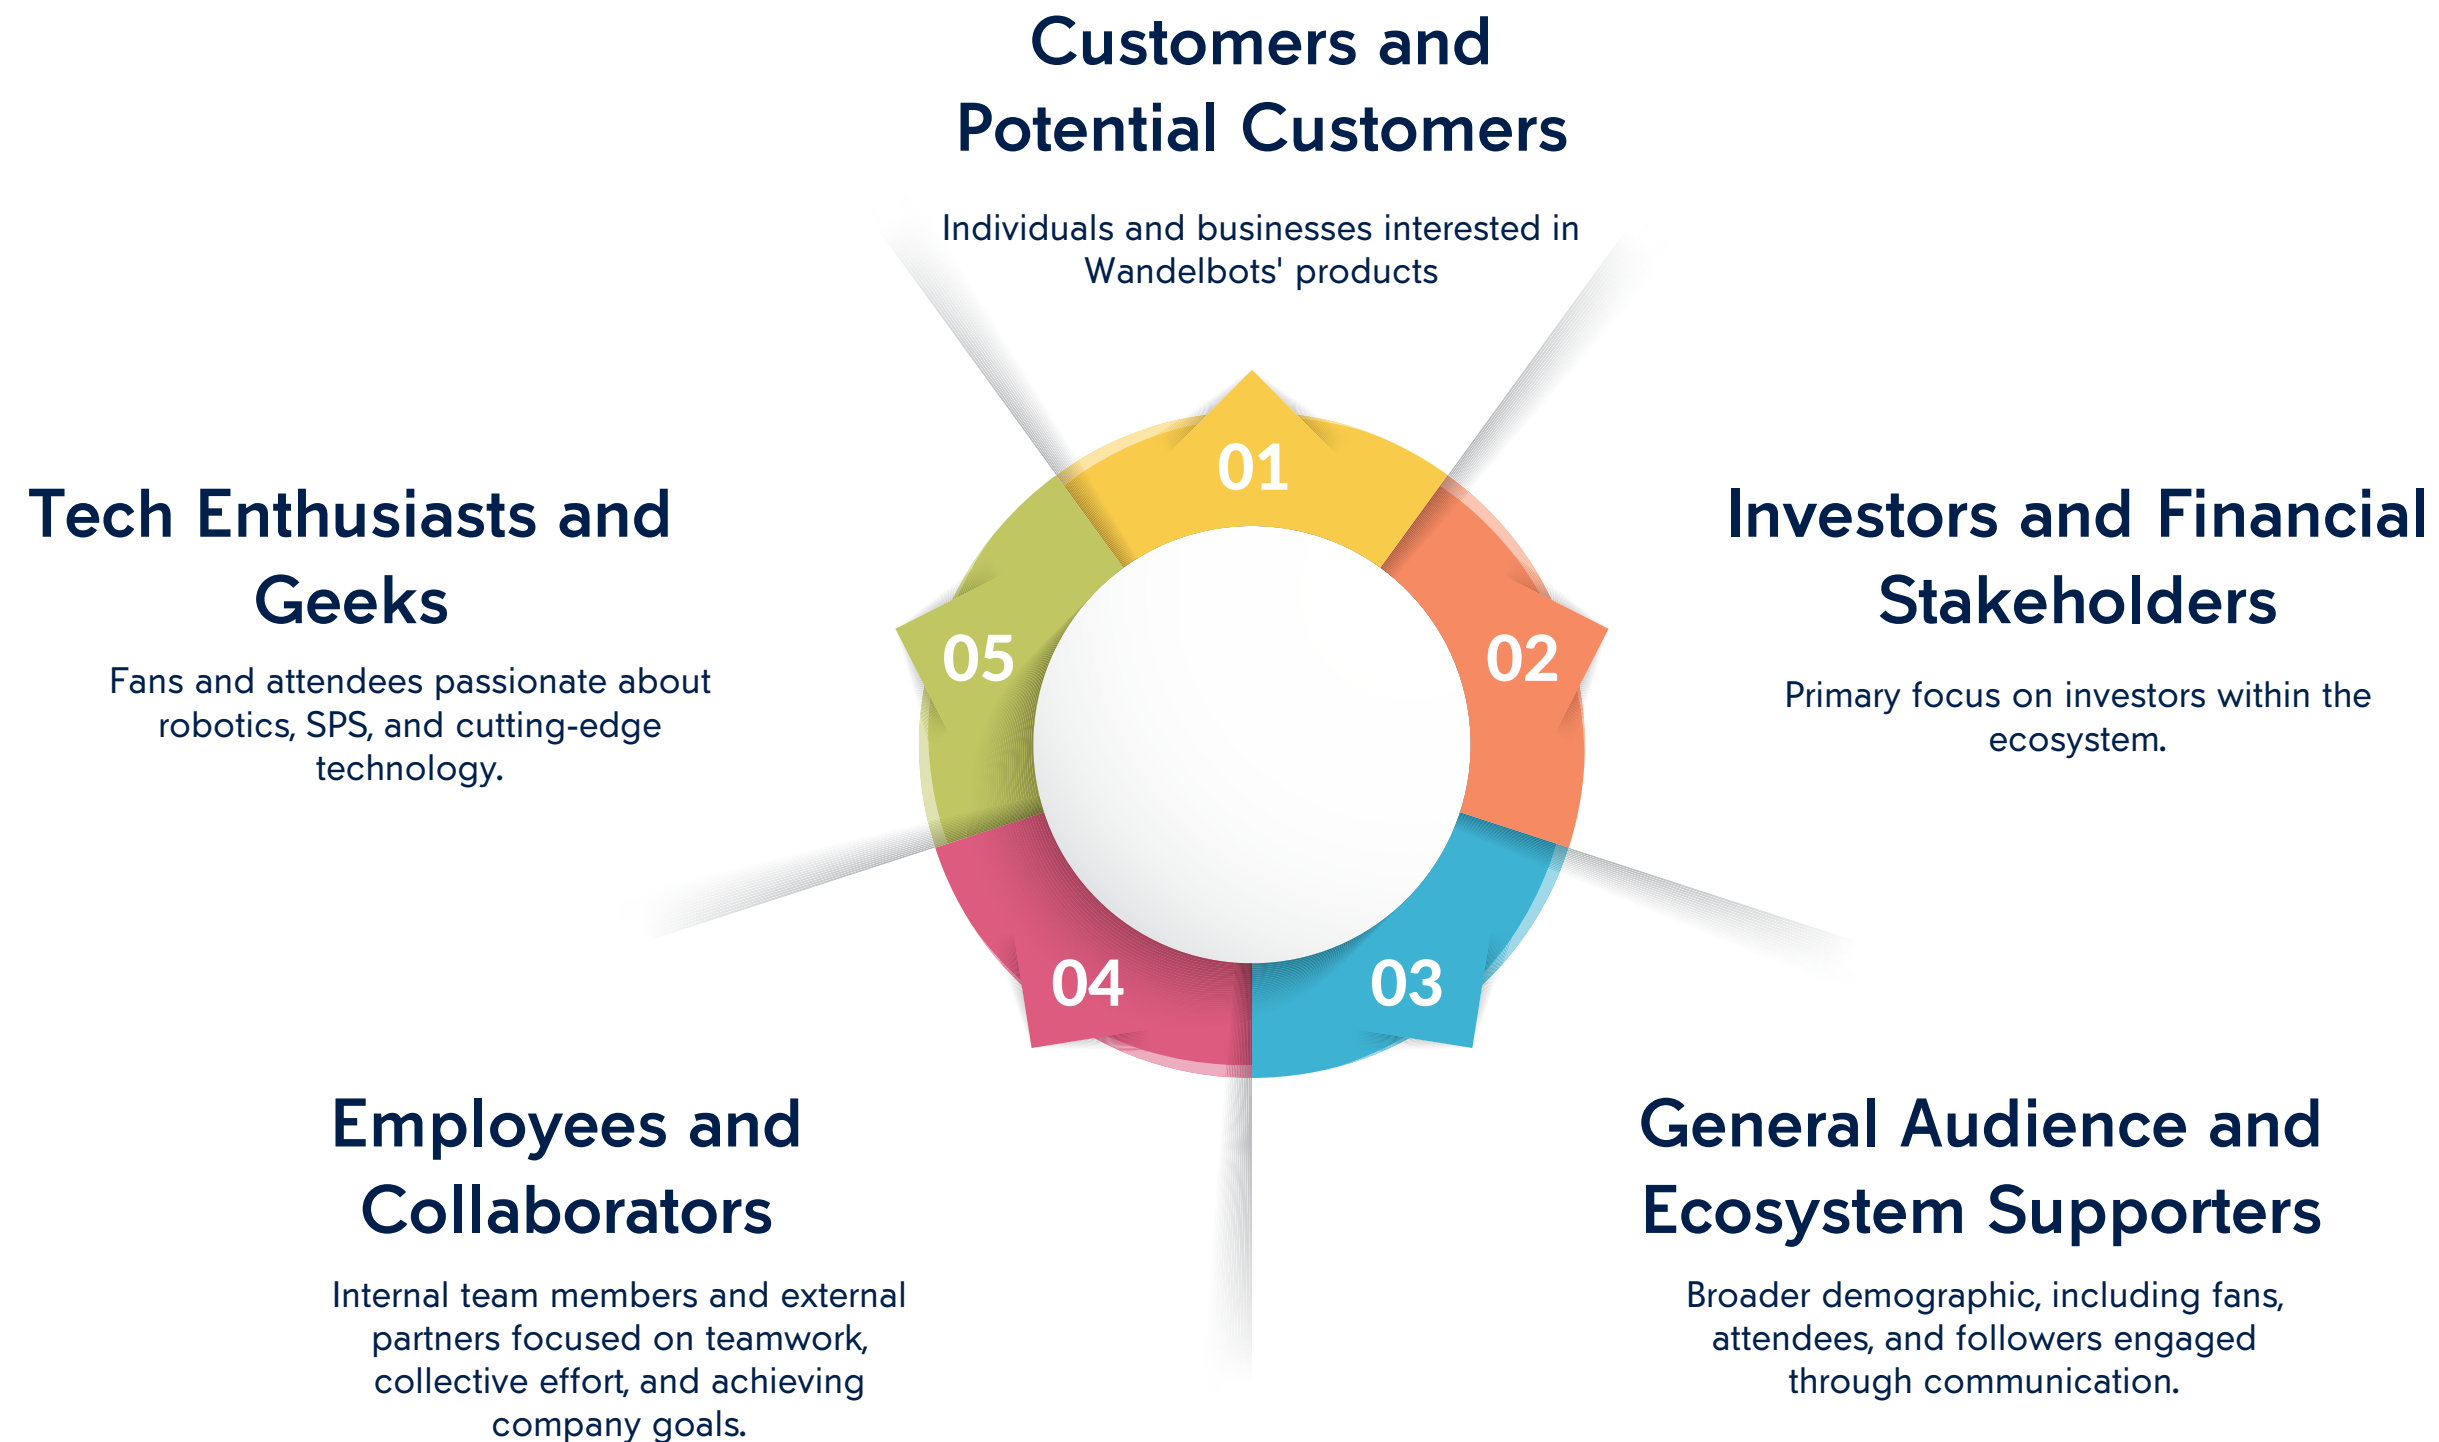 Customers and
Potential Customers
Individuals and businesses interested in
Wandelbots' products
01
Investors and Financial
Stakeholders
Primary focus on investors within the
ecosystem.
02
General Audience and
Ecosystem Supporters
Broader demographic, including fans,
attendees, and followers engaged
through communication.
03
Employees and
Collaborators
Internal team members and external
partners focused on teamwork,
collective effort, and achieving
company goals.
04
Tech Enthusiasts and
Geeks
Fans and attendees passionate about
robotics, SPS, and cutting-edge
technology.
05